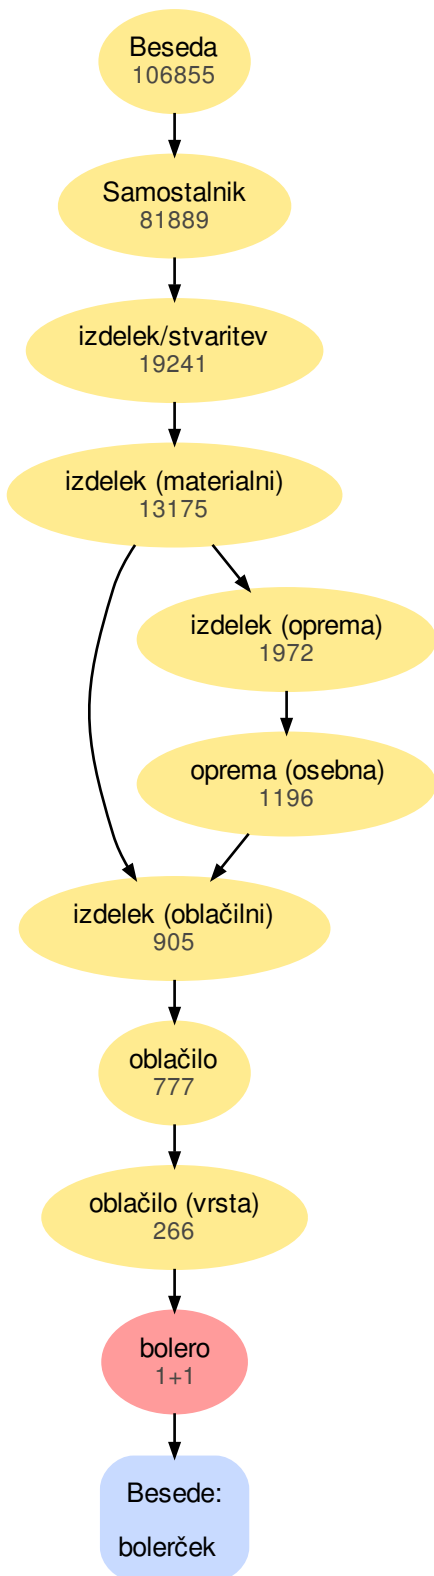 Beseda
106855
Samostalnik
81889
izdelek/stvaritev
19241
izdelek (materialni)
13175
izdelek (oprema)
1972
oprema (osebna)
1196
izdelek (oblačilni)
905
oblačilo
777
oblačilo (vrsta)
266
bolero
1+1
Besede:
bolerček